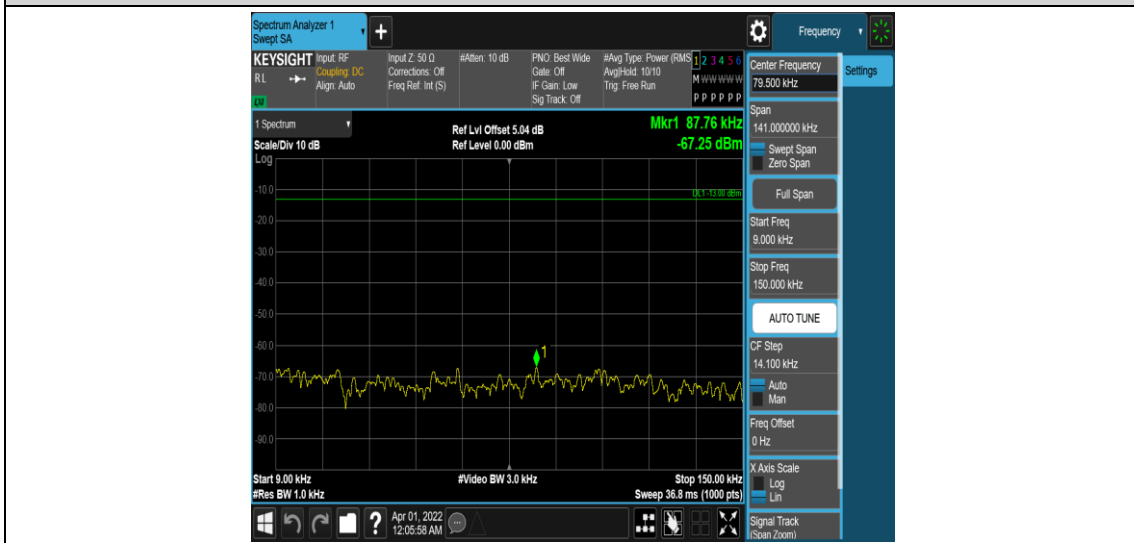 Spectrum Analyzer 1
Swept SA
+
Frequency
KEYSIGHT
RL
LXI
Input: RF
Coupling: DC
Align: Auto
Input Z: 50 Ω
Corrections: Off
Freq Ref: Int (S)
#Atten: 10 dB
PNO: Best Wide
Gate: Off
IF Gain: Low
Sig Track: Off
#Avg Type: Power (RMS
Avg|Hold: 10/10
Trig: Free Run
1 2 3 4 5 6
M W W W W W
P P P P P P
1 Spectrum
Scale/Div 10 dB
Log
Ref Lvl Offset 5.04 dB
Ref Level 0.00 dBm
Mkr1 87.76 kHz
-67.25 dBm
DL1 -13.00 dBm
-10.0
-20.0
-30.0
-40.0
-50.0
-60.0
-70.0
-80.0
-90.0
1
Start 9.00 kHz
#Res BW 1.0 kHz
#Video BW 3.0 kHz
Stop 150.00 kHz
Sweep 36.8 ms (1000 pts)
?
Apr 01, 2022
12:05:58 AM
Center Frequency
79.500 kHz
Settings
Span
141.000000 kHz
Swept Span
Zero Span
Full Span
Start Freq
9.000 kHz
Stop Freq
150.000 kHz
AUTO TUNE
CF Step
14.100 kHz
Auto
Man
Freq Offset
0 Hz
X Axis Scale
Log
Lin
Signal Track
(Span Zoom)